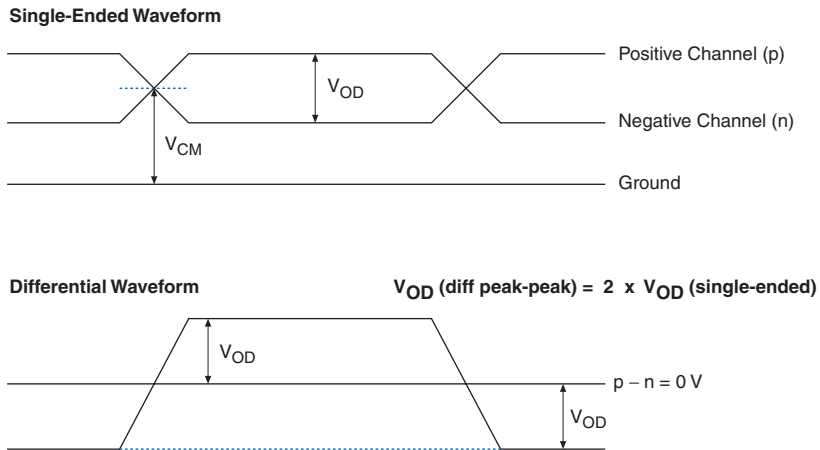 Single-Ended Waveform
Positive Channel (p)
VOD
Negative Channel (n)
VCM
Ground
Differential Waveform
VOD (diff peak-peak) = 2 x VOD (single-ended)
VOD
p – n = 0 V
VOD